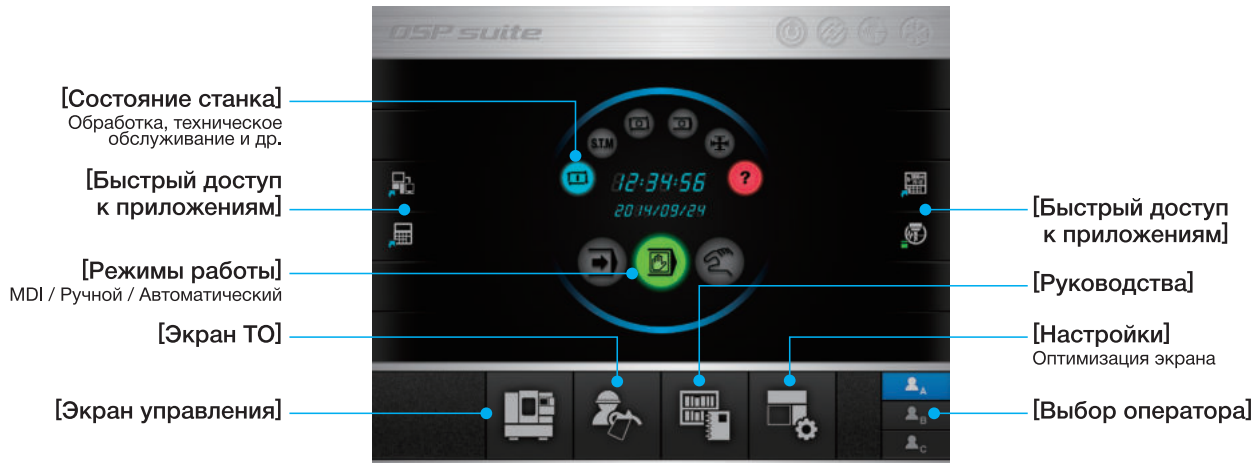 OSP suite
[Состояние станка]
Обработка, техническое
обслуживание и др.
[Быстрый доступ
к приложениям]
[Режимы работы]
MDI / Ручной / Автоматический
[Экран ТО]
[Экран управления]
S.T.M
?
12:34:56
2014/09/24
[Быстрый доступ
к приложениям]
[Руководства]
[Настройки]
Оптимизация экрана
[Выбор оператора]
A
B
C